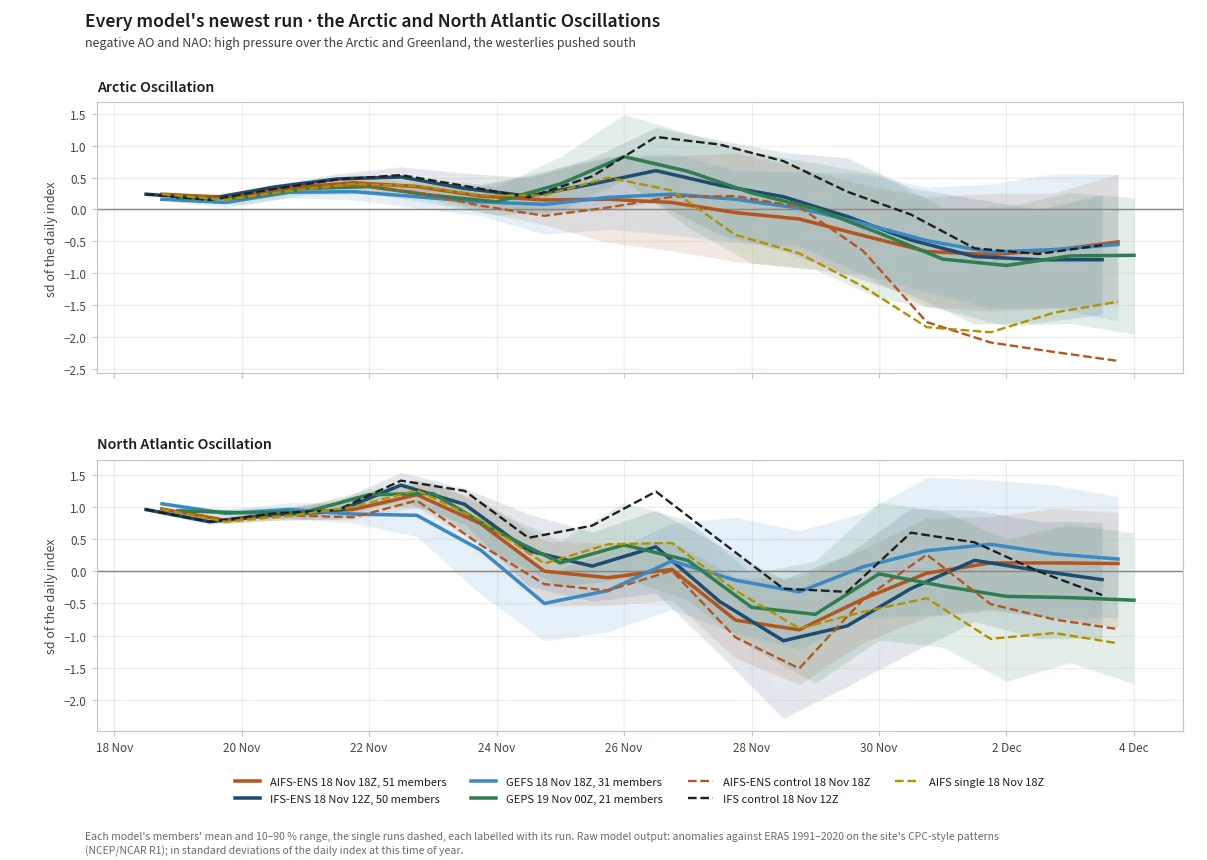 Every model's newest run · the Arctic and North Atlantic Oscillations
negative AO and NAO: high pressure over the Arctic and Greenland, the westerlies pushed south
Arctic Oscillation
1.5
1.0
0.5
0.0
−0.5
−1.0
−1.5
−2.0
−2.5
sd of the daily index
North Atlantic Oscillation
1.5
1.0
0.5
0.0
−0.5
−1.0
−1.5
−2.0
sd of the daily index
18 Nov 20 Nov 22 Nov 24 Nov 26 Nov 28 Nov 30 Nov 2 Dec 4 Dec
AIFS-ENS 18 Nov 18Z, 51 members GEFS 18 Nov 18Z, 31 members AIFS-ENS control 18 Nov 18Z AIFS single 18 Nov 18Z
IFS-ENS 18 Nov 12Z, 50 members GEPS 19 Nov 00Z, 21 members IFS control 18 Nov 12Z
Each model's members' mean and 10–90 % range, the single runs dashed, each labelled with its run. Raw model output: anomalies against ERA5 1991–2020 on the site's CPC-style patterns
(NCEP/NCAR R1); in standard deviations of the daily index at this time of year.